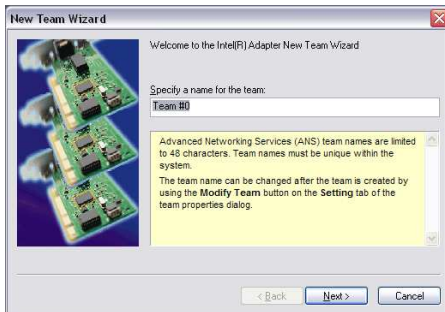 New Team Wizard
Welcome to the Intel(R) Adapter New Team Wizard
Specify a name for the team:
Team #0
Advanced Networking Services (ANS) team names are limited
to 48 characters. Team names must be unique within the
system.
The team name can be changed after the team is created by
using the Modify Team button on the Setting tab of the
team properties dialog.
< Back
Next >
Cancel